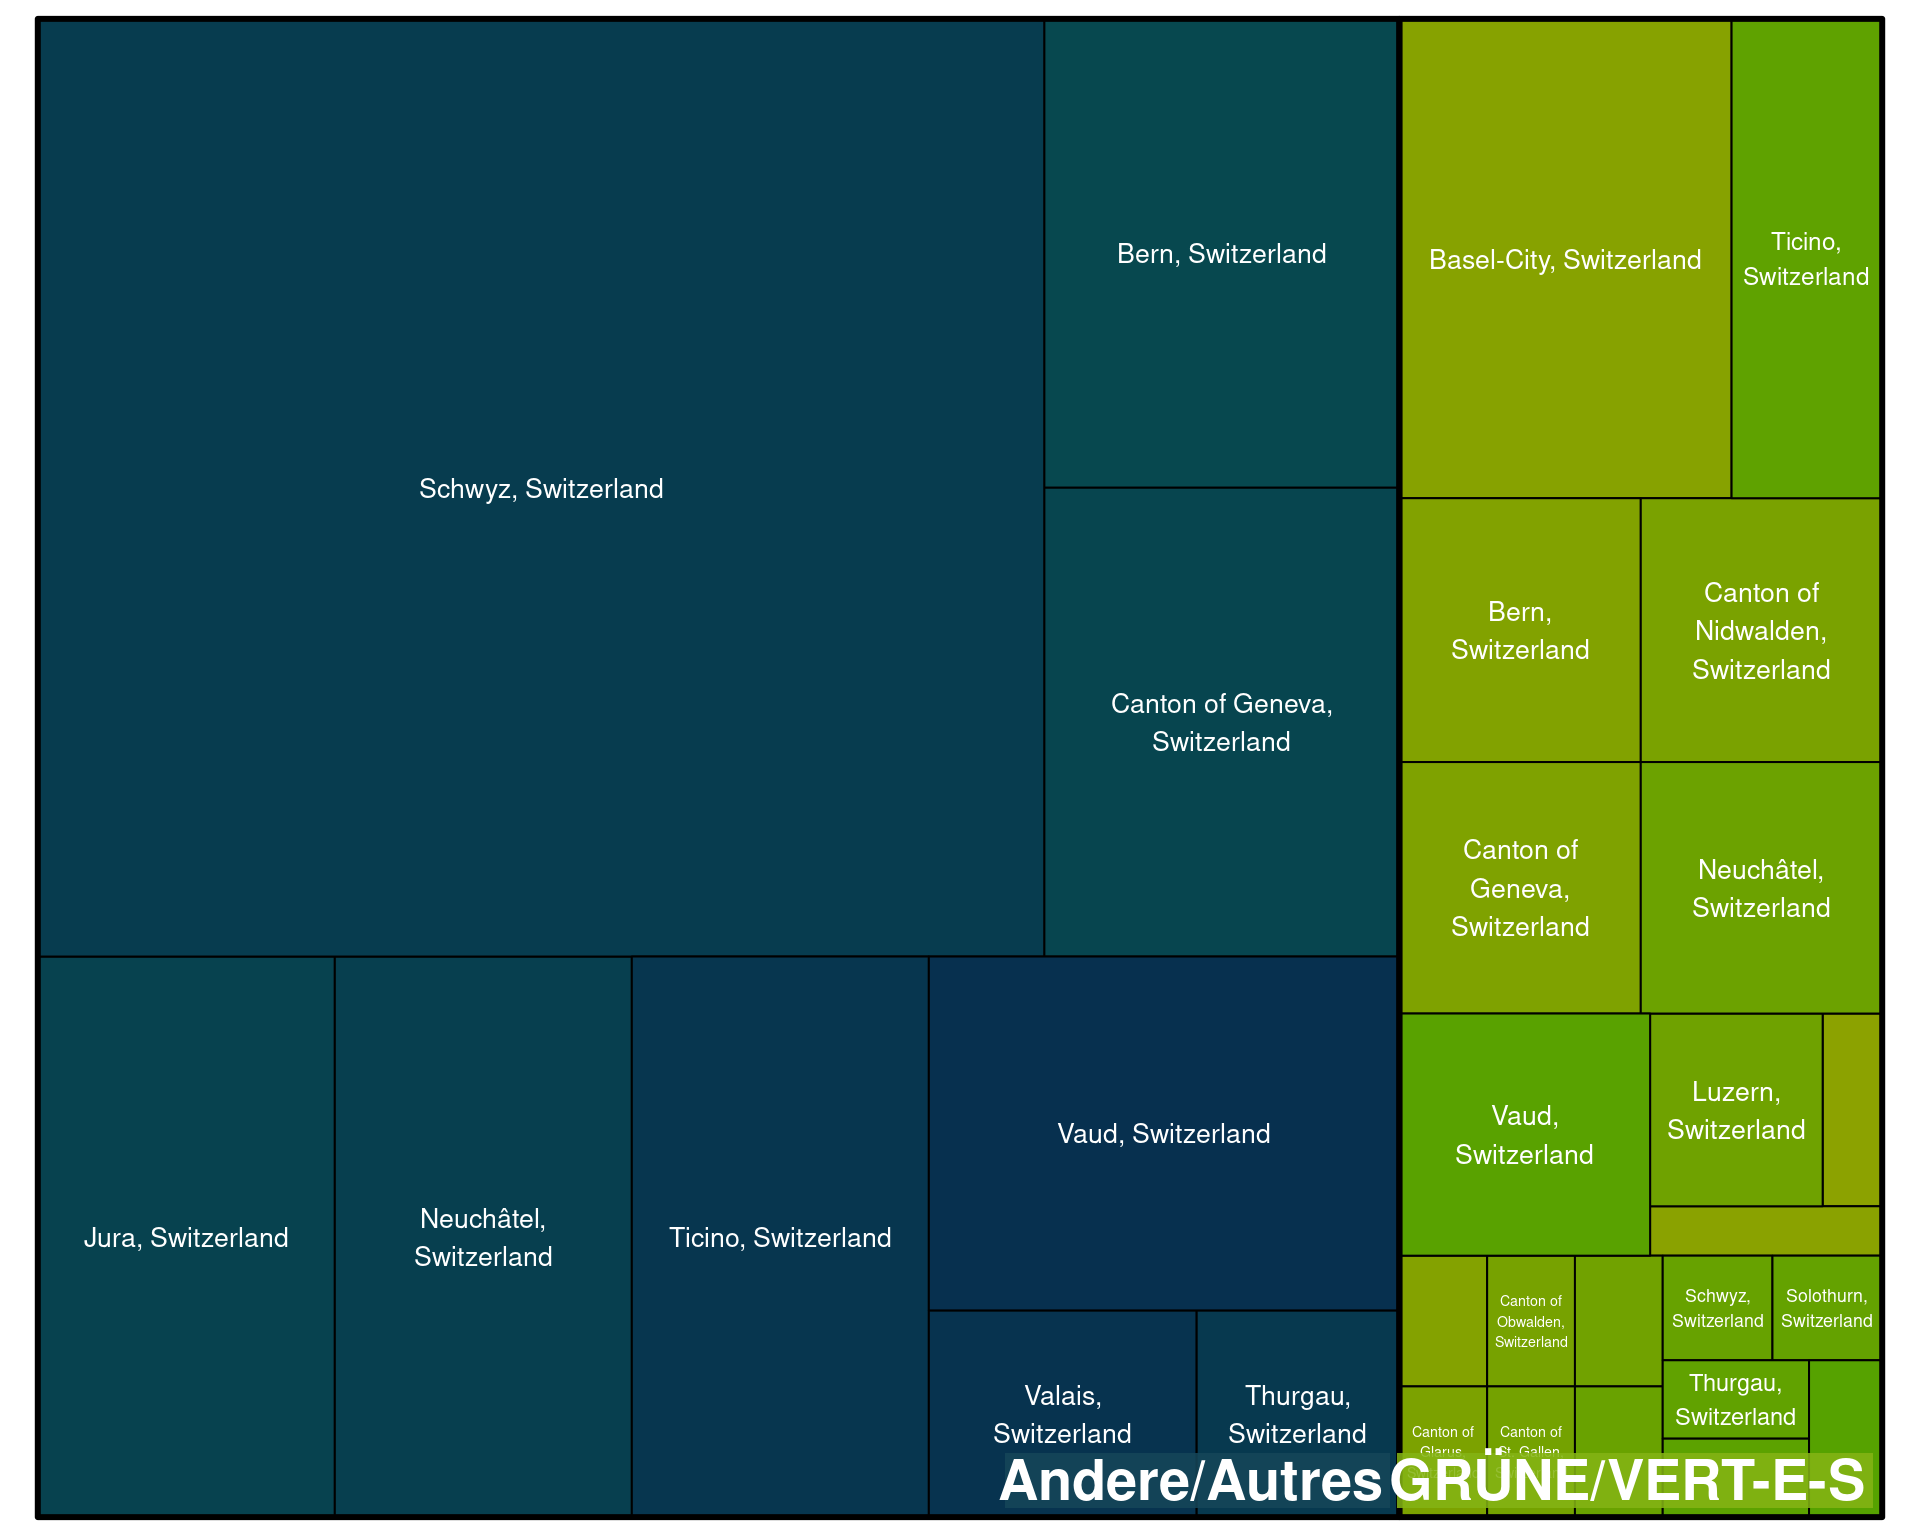 Schwyz, Switzerland
Bern, Switzerland
Canton of Geneva,
Switzerland
Jura, Switzerland
Neuchâtel,
Switzerland
Ticino, Switzerland
Vaud, Switzerland
Valais,
Switzerland
Thurgau,
Switzerland
Andere/Autres
Basel-City, Switzerland
Ticino,
Switzerland
Bern,
Switzerland
Canton of
Nidwalden,
Switzerland
Canton of
Geneva,
Switzerland
Neuchâtel,
Switzerland
Vaud,
Switzerland
Luzern,
Switzerland
Canton of
Obwalden,
Switzerland
Schwyz,
Switzerland
Solothurn,
Switzerland
Thurgau,
Switzerland
Canton of
Glarus,
Canton of
St. Gallen,
GRÜNE/VERT-E-S